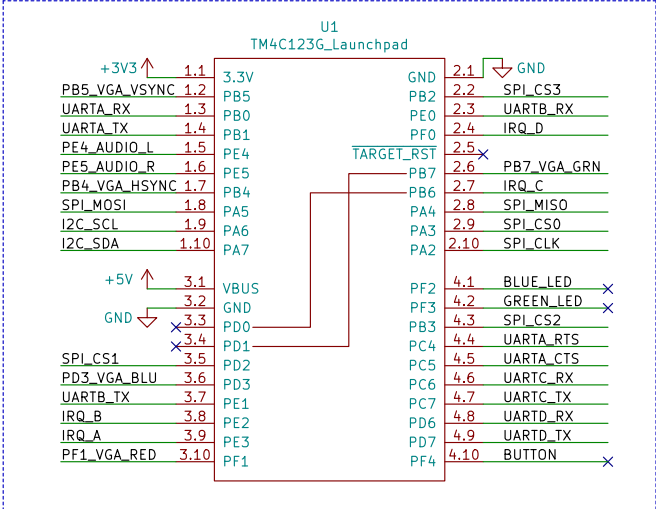 U1
TM4C123G_Launchpad
+3V3 1.1 3.3V GND 2.1 GND
PB5_VGA_VSYNC 1.2 PB5 PB2 2.2 SPI_CS3
UARTA_RX 1.3 PB0 PE0 2.3 UARTB_RX
UARTA_TX 1.4 PB1 PF0 2.4 IRQ_D
PE4_AUDIO_L 1.5 PE4 TARGET_RST 2.5
PE5_AUDIO_R 1.6 PE5 PB7 2.6 PB7_VGA_GRN
PB4_VGA_HSYNC 1.7 PB4 PB6 2.7 IRQ_C
SPI_MOSI 1.8 PA5 PA4 2.8 SPI_MISO
I2C_SCL 1.9 PA6 PA3 2.9 SPI_CS0
I2C_SDA 1.10 PA7 PA2 2.10 SPI_CLK
+5V 3.1 VBUS PF2 4.1 BLUE_LED
GND 3.2 GND PF3 4.2 GREEN_LED
3.3 PD0 PB3 4.3 SPI_CS2
3.4 PD1 PC4 4.4 UARTA_RTS
SPI_CS1 3.5 PD2 PC5 4.5 UARTA_CTS
PD3_VGA_BLU 3.6 PD3 PC6 4.6 UARTC_RX
UARTB_TX 3.7 PE1 PC7 4.7 UARTC_TX
IRQ_B 3.8 PE2 PD6 4.8 UARTD_RX
IRQ_A 3.9 PE3 PD7 4.9 UARTD_TX
PF1_VGA_RED 3.10 PF1 PF4 4.10 BUTTON